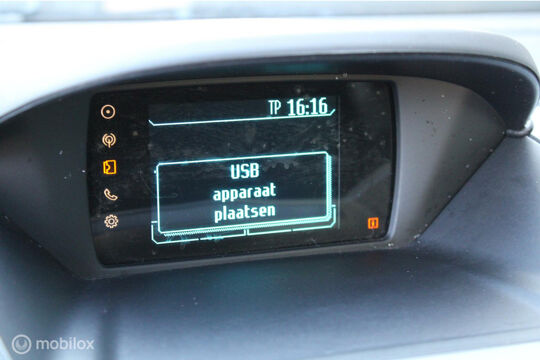 TP 16:16
USB
apparaat
plaatsen
i
mobilox